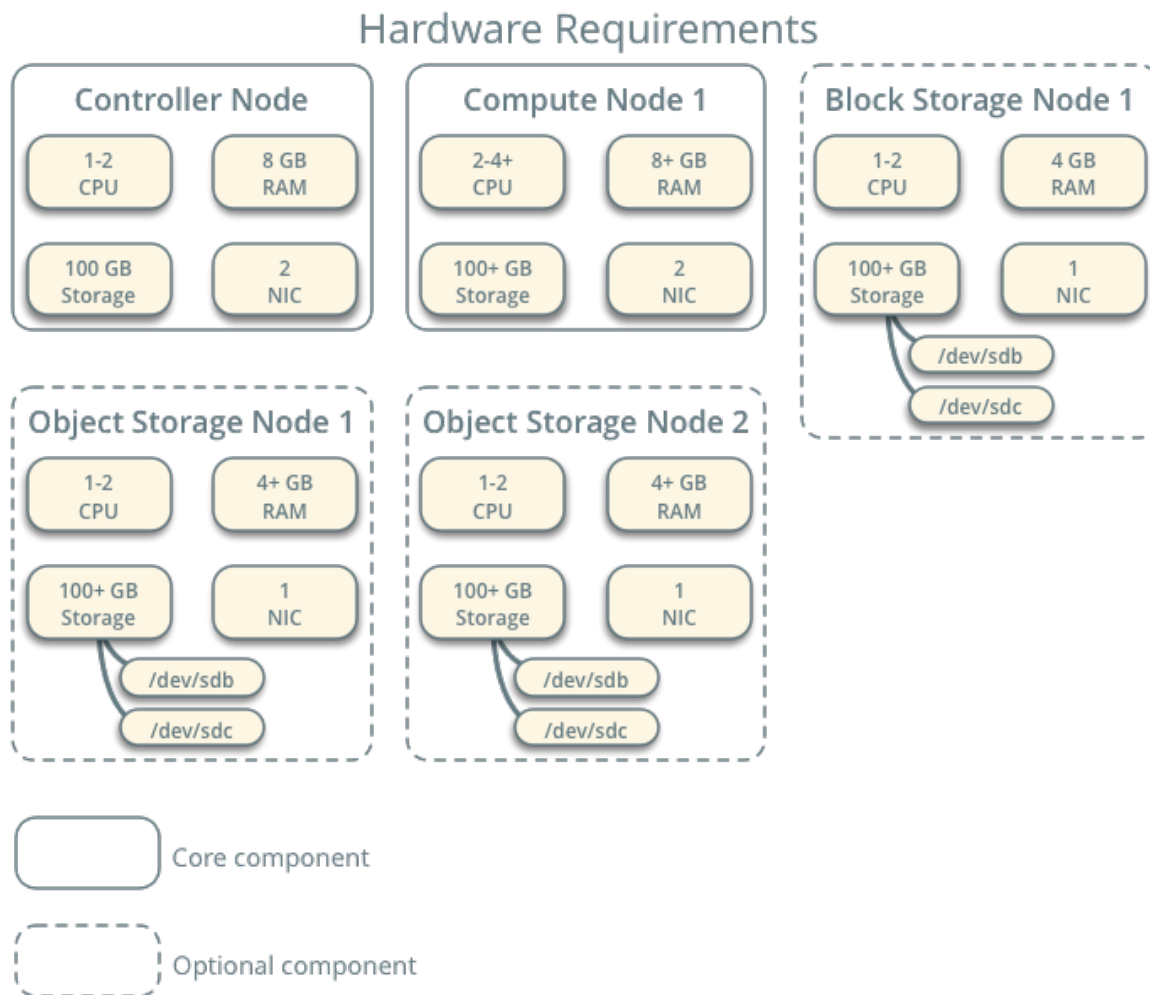 Hardware Requirements
Controller Node
1-2
CPU
8 GB
RAM
100 GB
Storage
2
NIC
Compute Node 1
2-4+
CPU
8+ GB
RAM
100+ GB
Storage
2
NIC
Block Storage Node 1
1-2
CPU
4 GB
RAM
100+ GB
Storage
1
NIC
/dev/sdb
/dev/sdc
Object Storage Node 1
1-2
CPU
4+ GB
RAM
100+ GB
Storage
1
NIC
/dev/sdb
/dev/sdc
Object Storage Node 2
1-2
CPU
4+ GB
RAM
100+ GB
Storage
1
NIC
/dev/sdb
/dev/sdc
Core component
Optional component